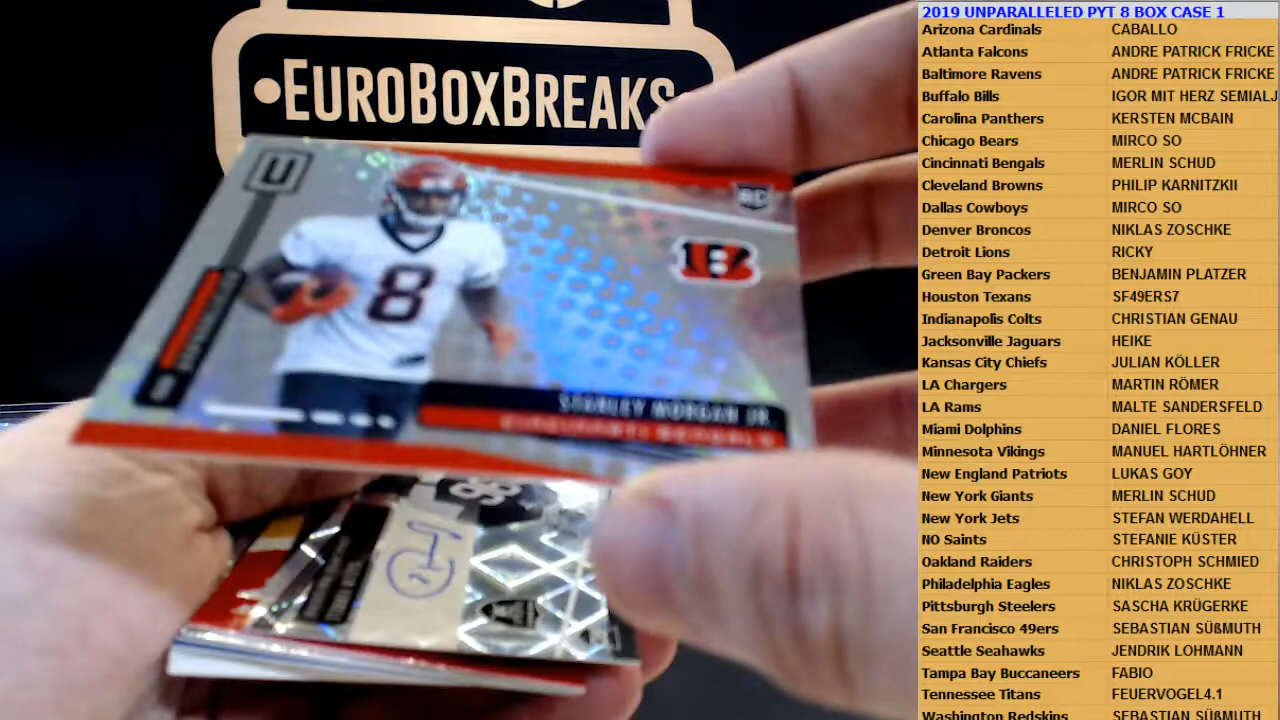 EUROBOXBREAKS
U
RC
B
8
STANLEY MORGAN JR.
CINCINNATI BENGALS
2019 UNPARALLELED PYT 8 BOX CASE 1
Arizona Cardinals CABALLO
Atlanta Falcons ANDRE PATRICK FRICKE
Baltimore Ravens ANDRE PATRICK FRICKE
Buffalo Bills IGOR MIT HERZ SEMIALJ
Carolina Panthers KERSTEN MCBAIN
Chicago Bears MIRCO SO
Cincinnati Bengals MERLIN SCHUD
Cleveland Browns PHILIP KARNITZKII
Dallas Cowboys MIRCO SO
Denver Broncos NIKLAS ZOSCHKE
Detroit Lions RICKY
Green Bay Packers BENJAMIN PLATZER
Houston Texans SF49ERS7
Indianapolis Colts CHRISTIAN GENAU
Jacksonville Jaguars HEIKE
Kansas City Chiefs JULIAN KÖLLER
LA Chargers MARTIN RÖMER
LA Rams MALTE SANDERSFELD
Miami Dolphins DANIEL FLORES
Minnesota Vikings MANUEL HARTLÖHNER
New England Patriots LUKAS GOY
New York Giants MERLIN SCHUD
New York Jets STEFAN WERDAHELL
NO Saints STEFANIE KÜSTER
Oakland Raiders CHRISTOPH SCHMIED
Philadelphia Eagles NIKLAS ZOSCHKE
Pittsburgh Steelers SASCHA KRÜGERKE
San Francisco 49ers SEBASTIAN SÜßMUTH
Seattle Seahawks JENDRIK LOHMANN
Tampa Bay Buccaneers FABIO
Tennessee Titans FEUERVOGEL4.1
Washington Redskins SEBASTIAN SÜßMUTH